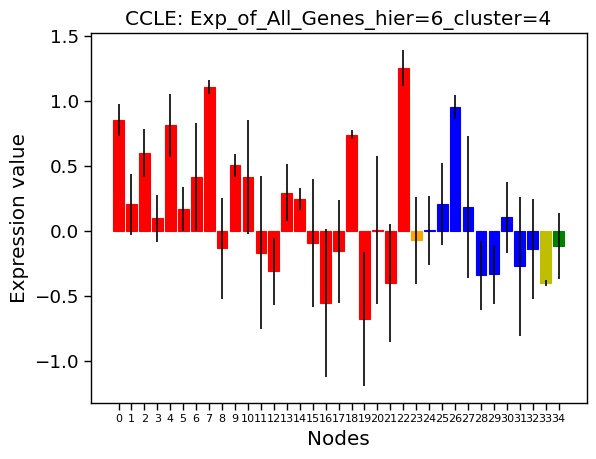 CCLE: Exp_of_All_Genes_hier=6_cluster=4
Expression value
1.5
1.0
0.5
0.0
−0.5
−1.0
0 1 2 3 4 5 6 7 8 9 10 11 12 13 14 15 16 17 18 19 20 21 22 23 24 25 26 27 28 29 30 31 32 33 34
Nodes